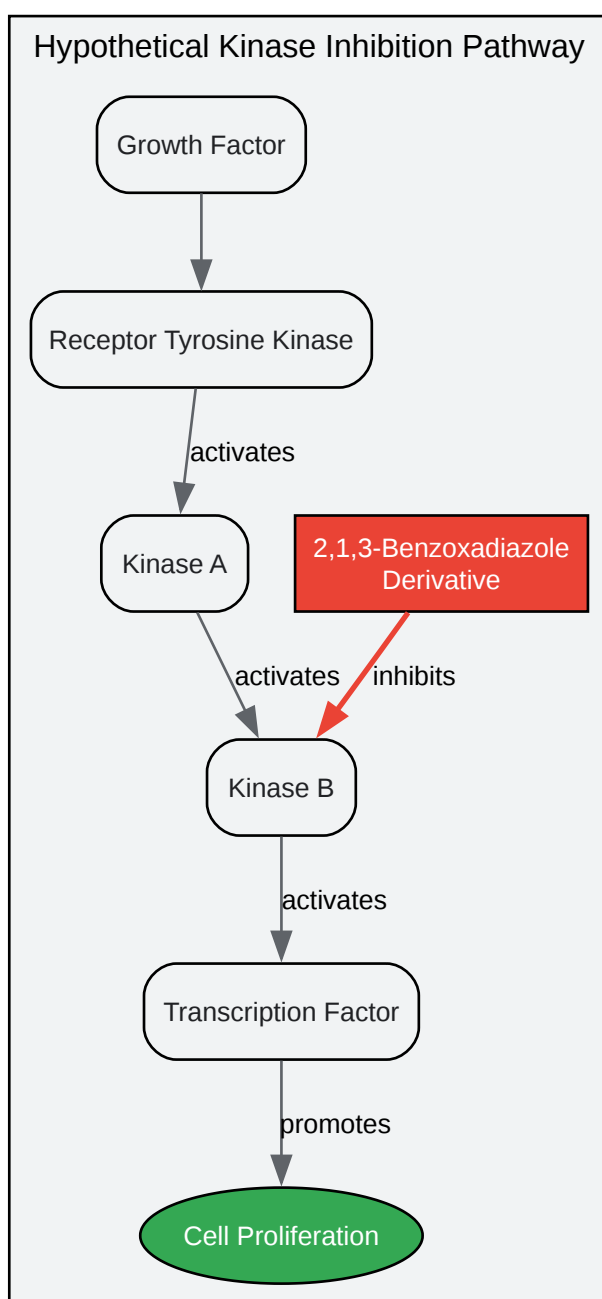 Hypothetical Kinase Inhibition Pathway
Growth Factor
Receptor Tyrosine Kinase
activates
Kinase A
2,1,3-Benzoxadiazole
Derivative
activates
inhibits
Kinase B
activates
Transcription Factor
promotes
Cell Proliferation